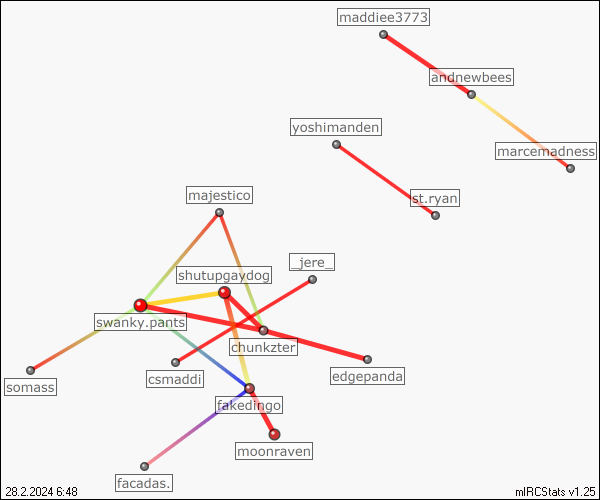 maddiee3773
andnewbees
yoshimanden
marcemadness
majestico
st.ryan
_jere_
shutupgaydog
swanky.pants
chunkzter
edgepanda
csmaddi
somass
fakedingo
moonraven
facadas.
28.2.2024 6:48
mIRCStats v1.25